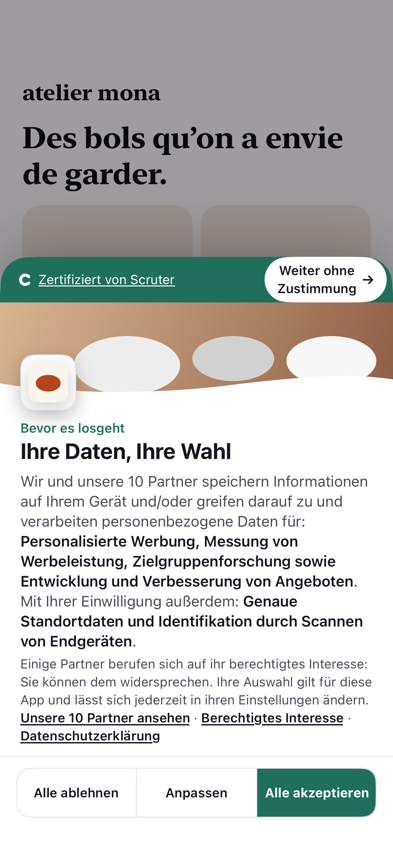 atelier mona
Des bols qu’on a envie
de garder.
Zertifiziert von Scruter
Weiter ohne
Zustimmung
Bevor es losgeht
Ihre Daten, Ihre Wahl
Wir und unsere 10 Partner speichern Informationen
auf Ihrem Gerät und/oder greifen darauf zu und
verarbeiten personenbezogene Daten für:
Personalisierte Werbung, Messung von
Werbeleistung, Zielgruppenforschung sowie
Entwicklung und Verbesserung von Angeboten.
Mit Ihrer Einwilligung außerdem: Genaue
Standortdaten und Identifikation durch Scannen
von Endgeräten.
Einige Partner berufen sich auf ihr berechtigtes Interesse:
Sie können dem widersprechen. Ihre Auswahl gilt für diese
App und lässt sich jederzeit in ihren Einstellungen ändern.
Unsere 10 Partner ansehen · Berechtigtes Interesse ·
Datenschutzerklärung
Alle ablehnen
Anpassen
Alle akzeptieren